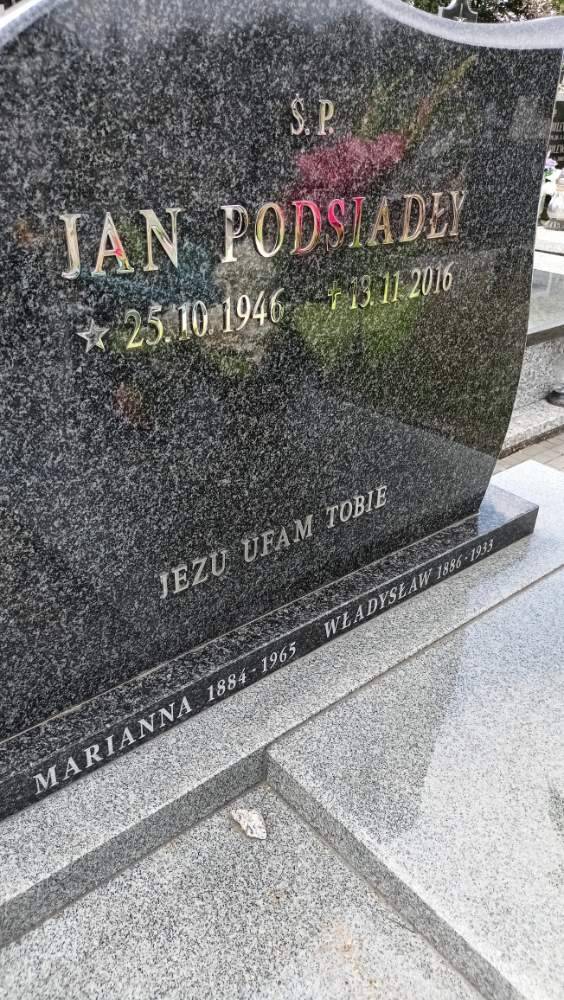 Ś. P.
JAN PODSIADŁY
25.10.1946 13.11.2016
JEZU UFAM TOBIE
MARIANNA 1884-1965 WŁADYSŁAW 1886-1933